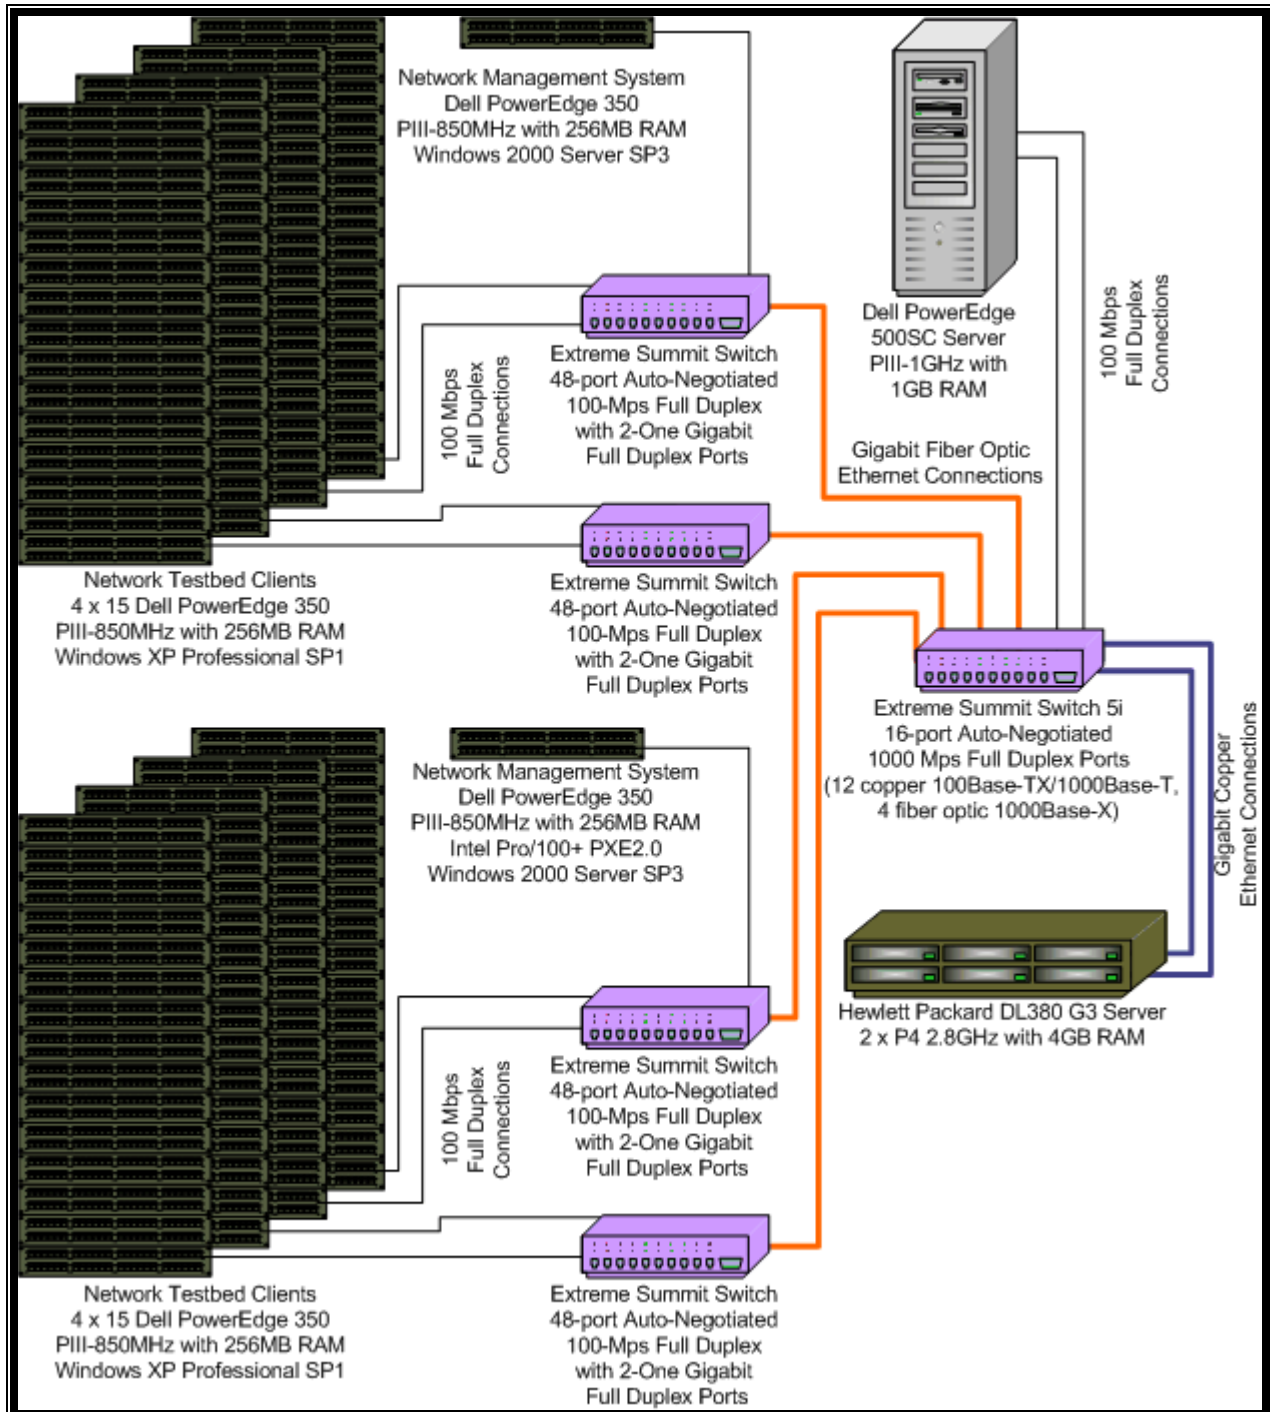 Network Management System
Dell PowerEdge 350
PIII-850MHz with 256MB RAM
Windows 2000 Server SP3
Dell PowerEdge
500SC Server
PIII-1GHz with
1GB RAM
100 Mbps
Full Duplex
Connections
Extreme Summit Switch
48-port Auto-Negotiated
100-Mps Full Duplex
with 2-One Gigabit
Full Duplex Ports
100 Mbps
Full Duplex
Connections
Gigabit Fiber Optic
Ethernet Connections
Network Testbed Clients
4 x 15 Dell PowerEdge 350
PIII-850MHz with 256MB RAM
Windows XP Professional SP1
Extreme Summit Switch
48-port Auto-Negotiated
100-Mps Full Duplex
with 2-One Gigabit
Full Duplex Ports
Extreme Summit Switch 5i
16-port Auto-Negotiated
1000 Mps Full Duplex Ports
(12 copper 100Base-TX/1000Base-T,
4 fiber optic 1000Base-X)
Gigabit Copper
Ethernet Connections
Network Management System
Dell PowerEdge 350
PIII-850MHz with 256MB RAM
Intel Pro/100+ PXE2.0
Windows 2000 Server SP3
Hewlett Packard DL380 G3 Server
2 x P4 2.8GHz with 4GB RAM
Extreme Summit Switch
48-port Auto-Negotiated
100-Mps Full Duplex
with 2-One Gigabit
Full Duplex Ports
100 Mbps
Full Duplex
Connections
Network Testbed Clients
4 x 15 Dell PowerEdge 350
PIII-850MHz with 256MB RAM
Windows XP Professional SP1
Extreme Summit Switch
48-port Auto-Negotiated
100-Mps Full Duplex
with 2-One Gigabit
Full Duplex Ports